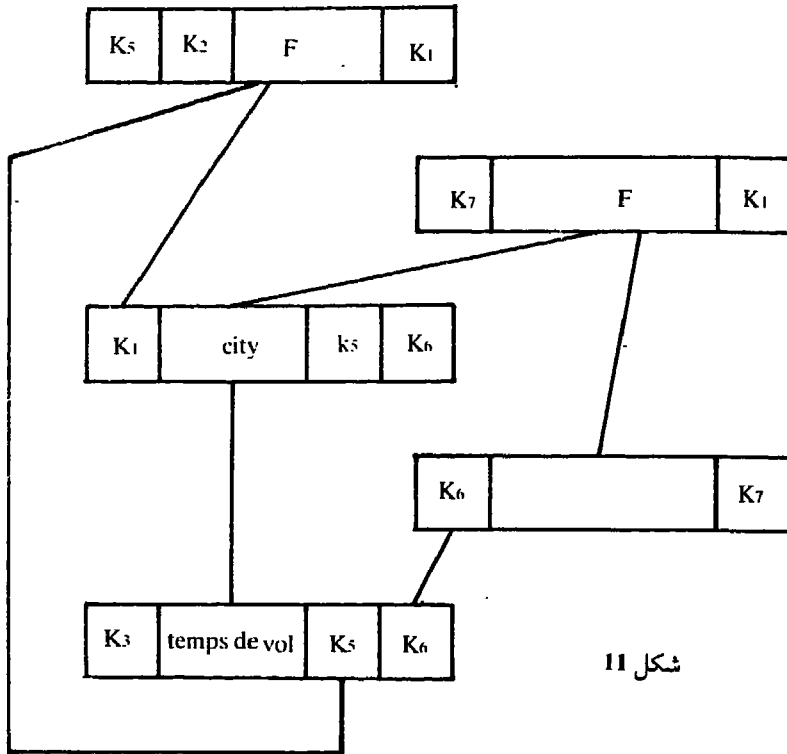 K5 K2 F K1
K7 F K1
K1 city k5 K6
K6 K7
K3 temps de vol K5 K6
شكل 11